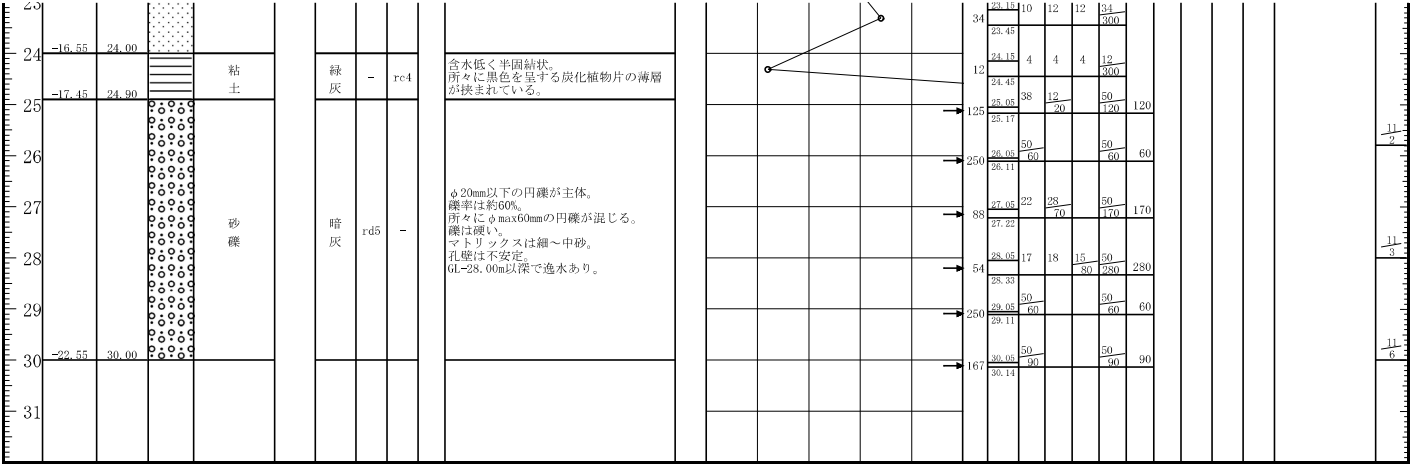 23
24
25
26
27
28
29
30
31
-16.55 24.00
-17.45 24.90
-22.55 30.00
粘
土
砂
礫
緑
灰
- rc4
暗
灰
rd5 -
含水低く半固結状。
所々に黒色を呈する炭化植物片の薄層
が挟まれている。
φ20mm以下の円礫が主体。
礫率は約60%。
所々にφmax60mmの円礫が混じる。
礫は硬い。
マトリックスは細〜中砂。
孔壁は不安定。
GL-28.00m以深で逸水あり。
34 23.15 10 12 12 34/300
23.45
12 24.15 4 4 4 12/300
24.45
125 25.05 38 12/20 50/120 120
25.17
250 26.05 50/60 50/60 60
26.11
88 27.05 22 28/70 50/170 170
27.22
54 28.05 17 18 15/80 50/280 280
28.33
250 29.05 50/60 50/60 60
29.11
167 30.05 50/90 50/90 90
30.14
11/2
11/3
11/6